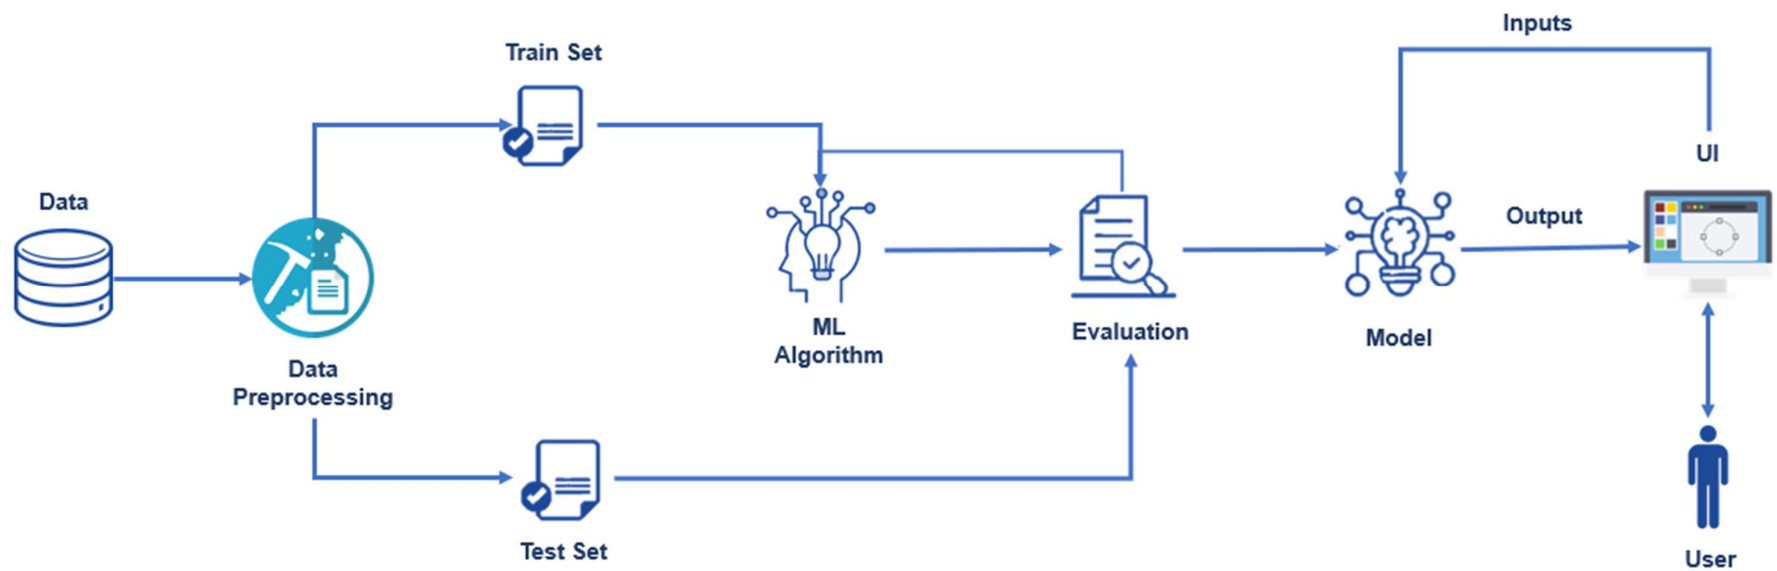 Inputs
Train Set
UI
Data
Output
ML
Algorithm
Evaluation
Model
Data
Preprocessing
Test Set
User